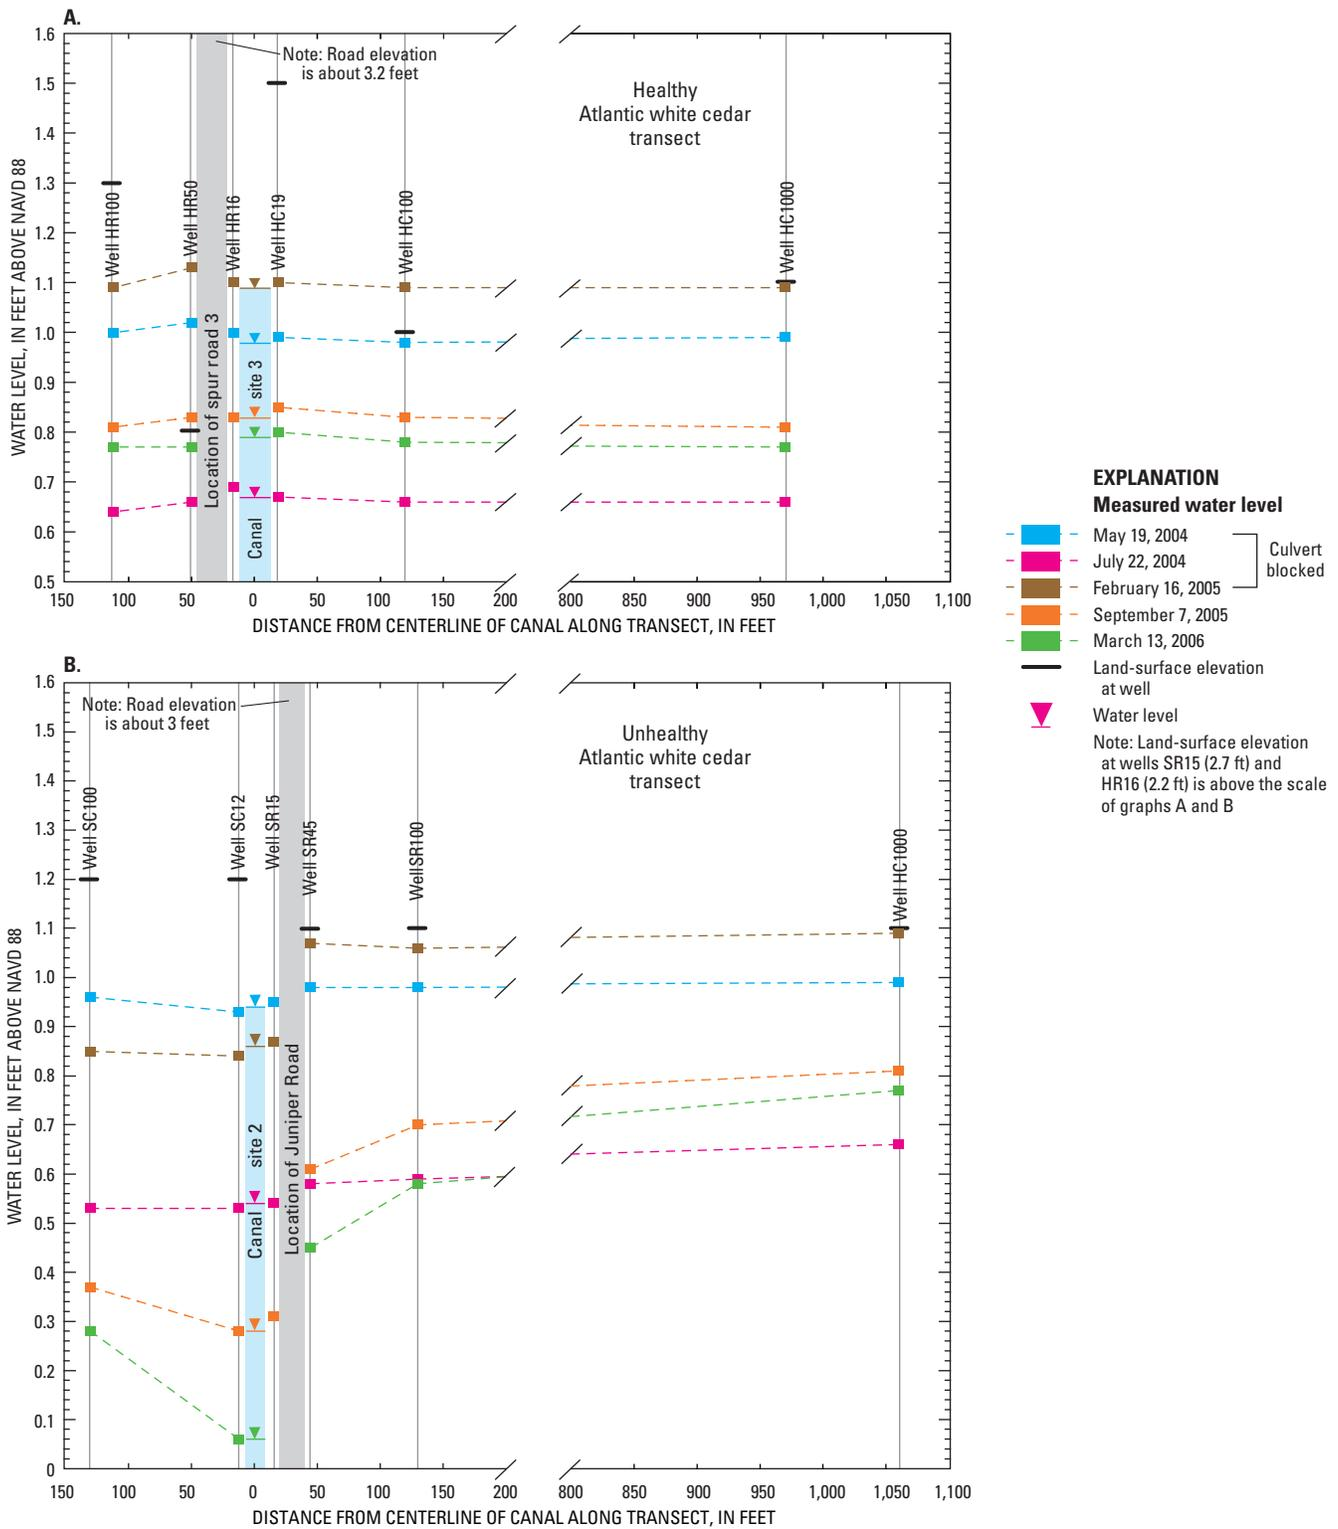 A.
1.6
1.5
1.4
1.3
1.2
1.1
1.0
0.9
0.8
0.7
0.6
0.5
WATER LEVEL, IN FEET ABOVE NAVD 88
Note: Road elevation
is about 3.2 feet
Healthy
Atlantic white cedar
transect
Well HR100
Well HR50
Well HR16
Well HC19
Well HC100
Well HC1000
Location of spur road 3
Canal
site 3
150 100 50 0 50 100 150 200 800 850 900 950 1,000 1,050 1,100
DISTANCE FROM CENTERLINE OF CANAL ALONG TRANSECT, IN FEET
B.
1.6
1.5
1.4
1.3
1.2
1.1
1.0
0.9
0.8
0.7
0.6
0.5
0.4
0.3
0.2
0.1
0
WATER LEVEL, IN FEET ABOVE NAVD 88
Note: Road elevation
is about 3 feet
Unhealthy
Atlantic white cedar
transect
Well SC100
Well SC12
Well SR15
Well SR45
WellSR100
Well HC1000
Canal
site 2
Location of Juniper Road
150 100 50 0 50 100 150 200 800 850 900 950 1,000 1,050 1,100
DISTANCE FROM CENTERLINE OF CANAL ALONG TRANSECT, IN FEET
EXPLANATION
Measured water level
May 19, 2004
July 22, 2004
February 16, 2005
Culvert
blocked
September 7, 2005
March 13, 2006
Land-surface elevation
at well
Water level
Note: Land-surface elevation
at wells SR15 (2.7 ft) and
HR16 (2.2 ft) is above the scale
of graphs A and B